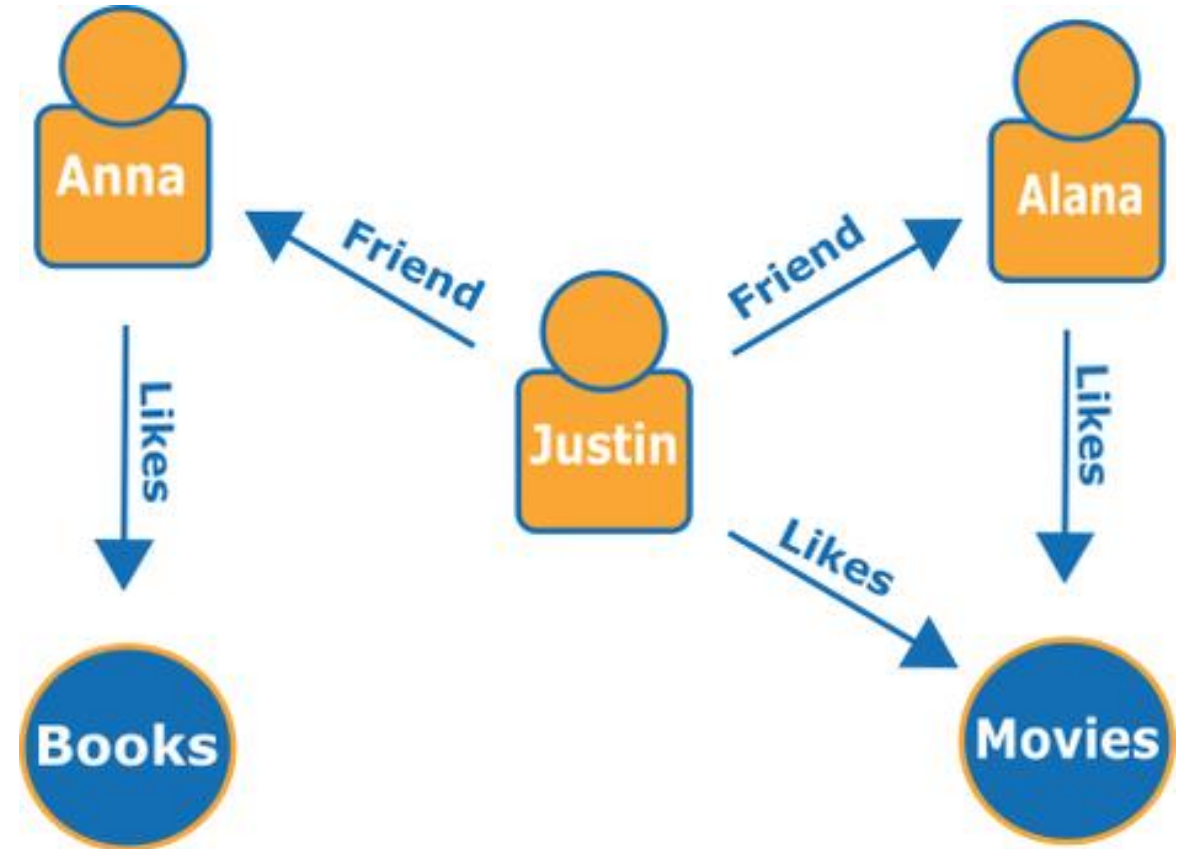 Anna
Alana
Friend
Friend
Justin
Likes
Likes
Likes
Books
Movies